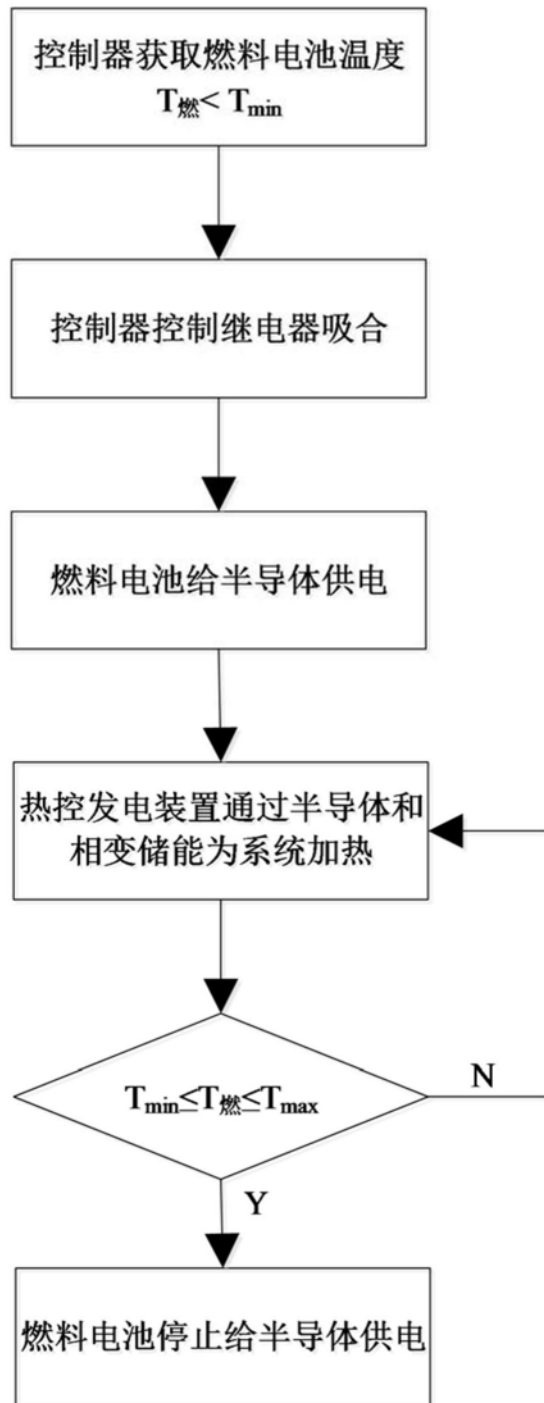 控制器获取燃料电池温度
T燃< Tmin
控制器控制继电器吸合
燃料电池给半导体供电
热控发电装置通过半导体和
相变储能为系统加热
Tmin≤T燃≤Tmax
N
Y
燃料电池停止给半导体供电